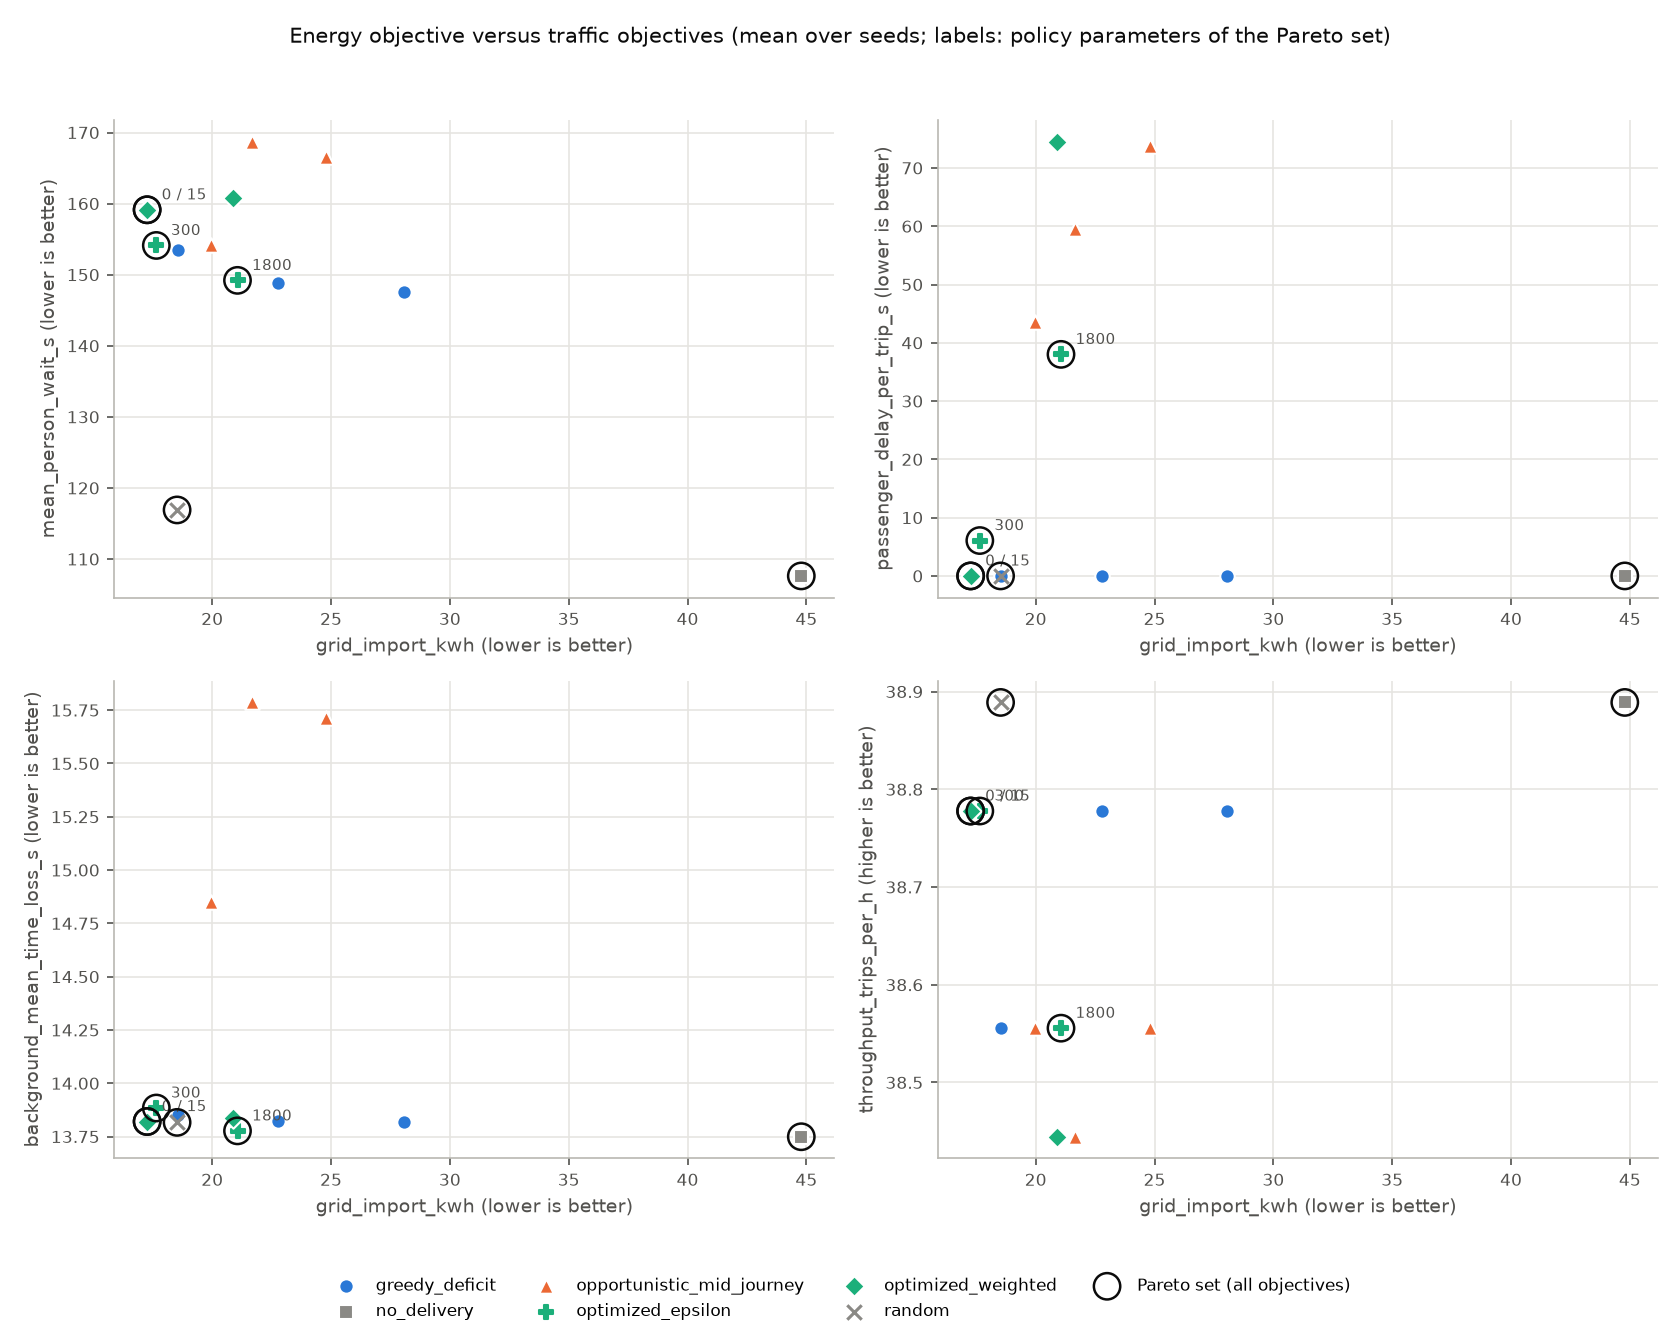 Energy objective versus traffic objectives (mean over seeds; labels: policy parameters of the Pareto set)
mean_person_wait_s (lower is better)
170
160
150
140
130
120
110
0 / 15
300
1800
20 25 30 35 40 45
grid_import_kwh (lower is better)
passenger_delay_per_trip_s (lower is better)
70
60
50
40
30
20
10
0
1800
300
0 / 15
20 25 30 35 40 45
grid_import_kwh (lower is better)
background_mean_time_loss_s (lower is better)
15.75
15.50
15.25
15.00
14.75
14.50
14.25
14.00
13.75
300
0 / 15
1800
20 25 30 35 40 45
grid_import_kwh (lower is better)
throughput_trips_per_h (higher is better)
38.9
38.8
38.7
38.6
38.5
0 / 15
300
1800
20 25 30 35 40 45
grid_import_kwh (lower is better)
greedy_deficit opportunistic_mid_journey optimized_weighted Pareto set (all objectives)
no_delivery optimized_epsilon random